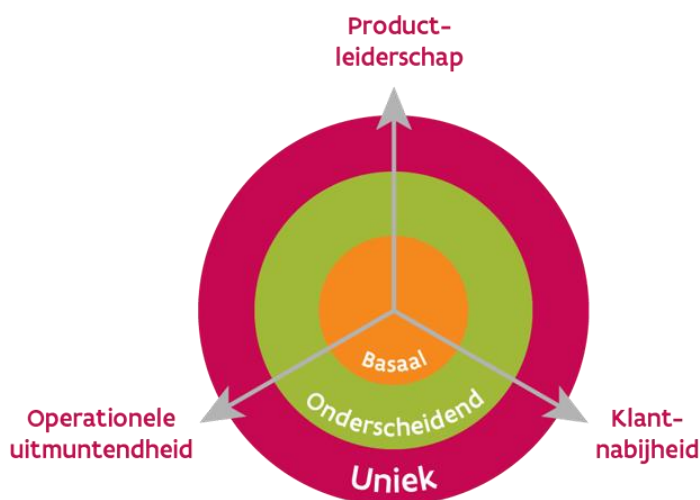 Product-
leiderschap
Basaal
Onderscheidend
Uniek
Operationele
uitmuntendheid
Klant-
nabijheid